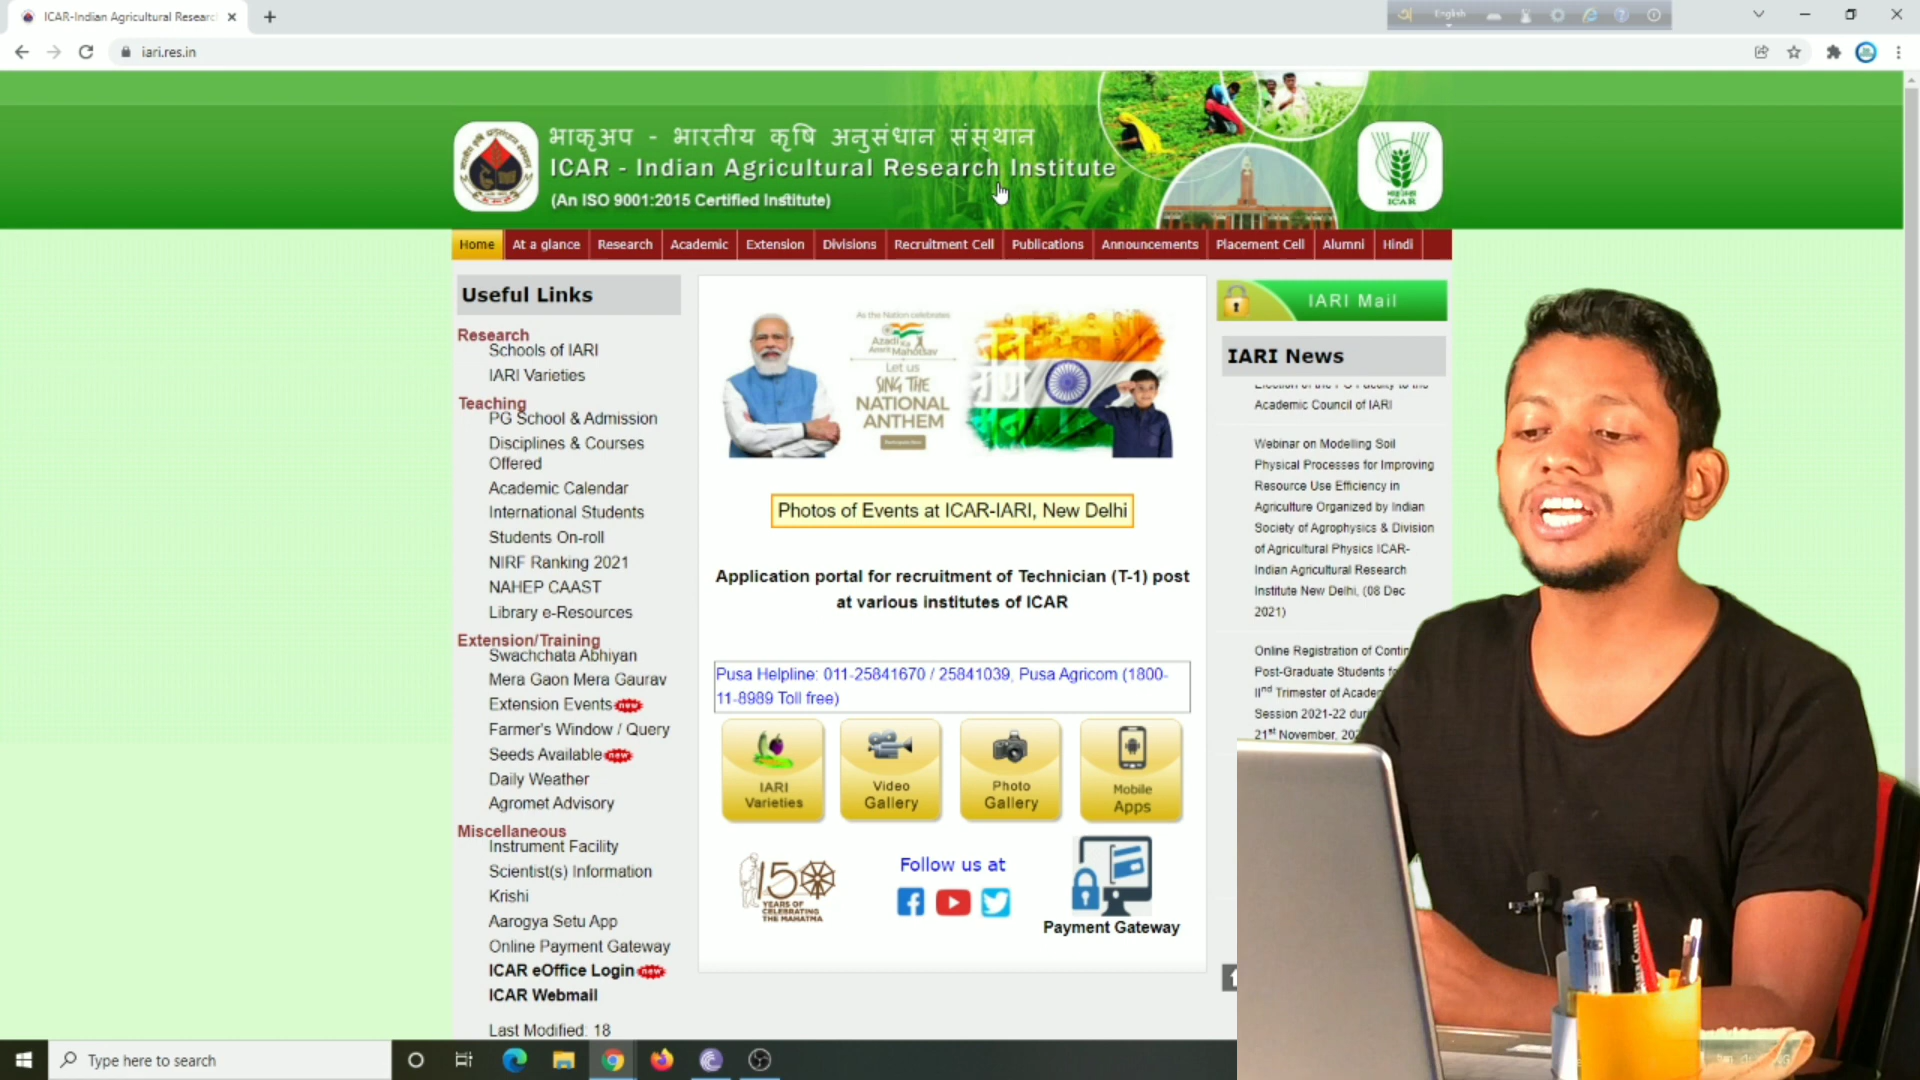 ICAR-Indian Agricultural Researc
English
iari.res.in
भाकृअप - भारतीय कृषि अनुसंधान संस्थान
ICAR - Indian Agricultural Research Institute
(An ISO 9001:2015 Certified Institute)
ICAR
Home At a glance Research Academic Extension Divisions Recruitment Cell Publications Announcements Placement Cell Alumni Hindi
Useful Links
Research
Schools of IARI
IARI Varieties
Teaching
PG School & Admission
Disciplines & Courses
Offered
Academic Calendar
International Students
Students On-roll
NIRF Ranking 2021
NAHEP CAAST
Library e-Resources
Extension/Training
Swachchata Abhiyan
Mera Gaon Mera Gaurav
Extension Events new
Farmer's Window / Query
Seeds Available new
Daily Weather
Agromet Advisory
Miscellaneous
Instrument Facility
Scientist(s) Information
Krishi
Aarogya Setu App
Online Payment Gateway
ICAR eOffice Login new
ICAR Webmail
Last Modified: 18
As the Nation celebrates
Azadi Ka
Amrit Mahotsav
Let us
SING THE
NATIONAL
ANTHEM
Photos of Events at ICAR-IARI, New Delhi
Application portal for recruitment of Technician (T-1) post
at various institutes of ICAR
Pusa Helpline: 011-25841670 / 25841039, Pusa Agricom (1800-
11-8989 Toll free)
IARI
Varieties
Video
Gallery
Photo
Gallery
Mobile
Apps
150
YEARS OF
CELEBRATING
THE MAHATMA
Follow us at
Payment Gateway
IARI Mail
IARI News
Election of the PG Faculty to the
Academic Council of IARI
Webinar on Modelling Soil
Physical Processes for Improving
Resource Use Efficiency in
Agriculture Organized by Indian
Society of Agrophysics & Division
of Agricultural Physics ICAR-
Indian Agricultural Research
Institute New Delhi, (08 Dec
2021)
Online Registration of Contin
Post-Graduate Students fo
IInd Trimester of Academ
Session 2021-22 dur
21st November, 202
Type here to search